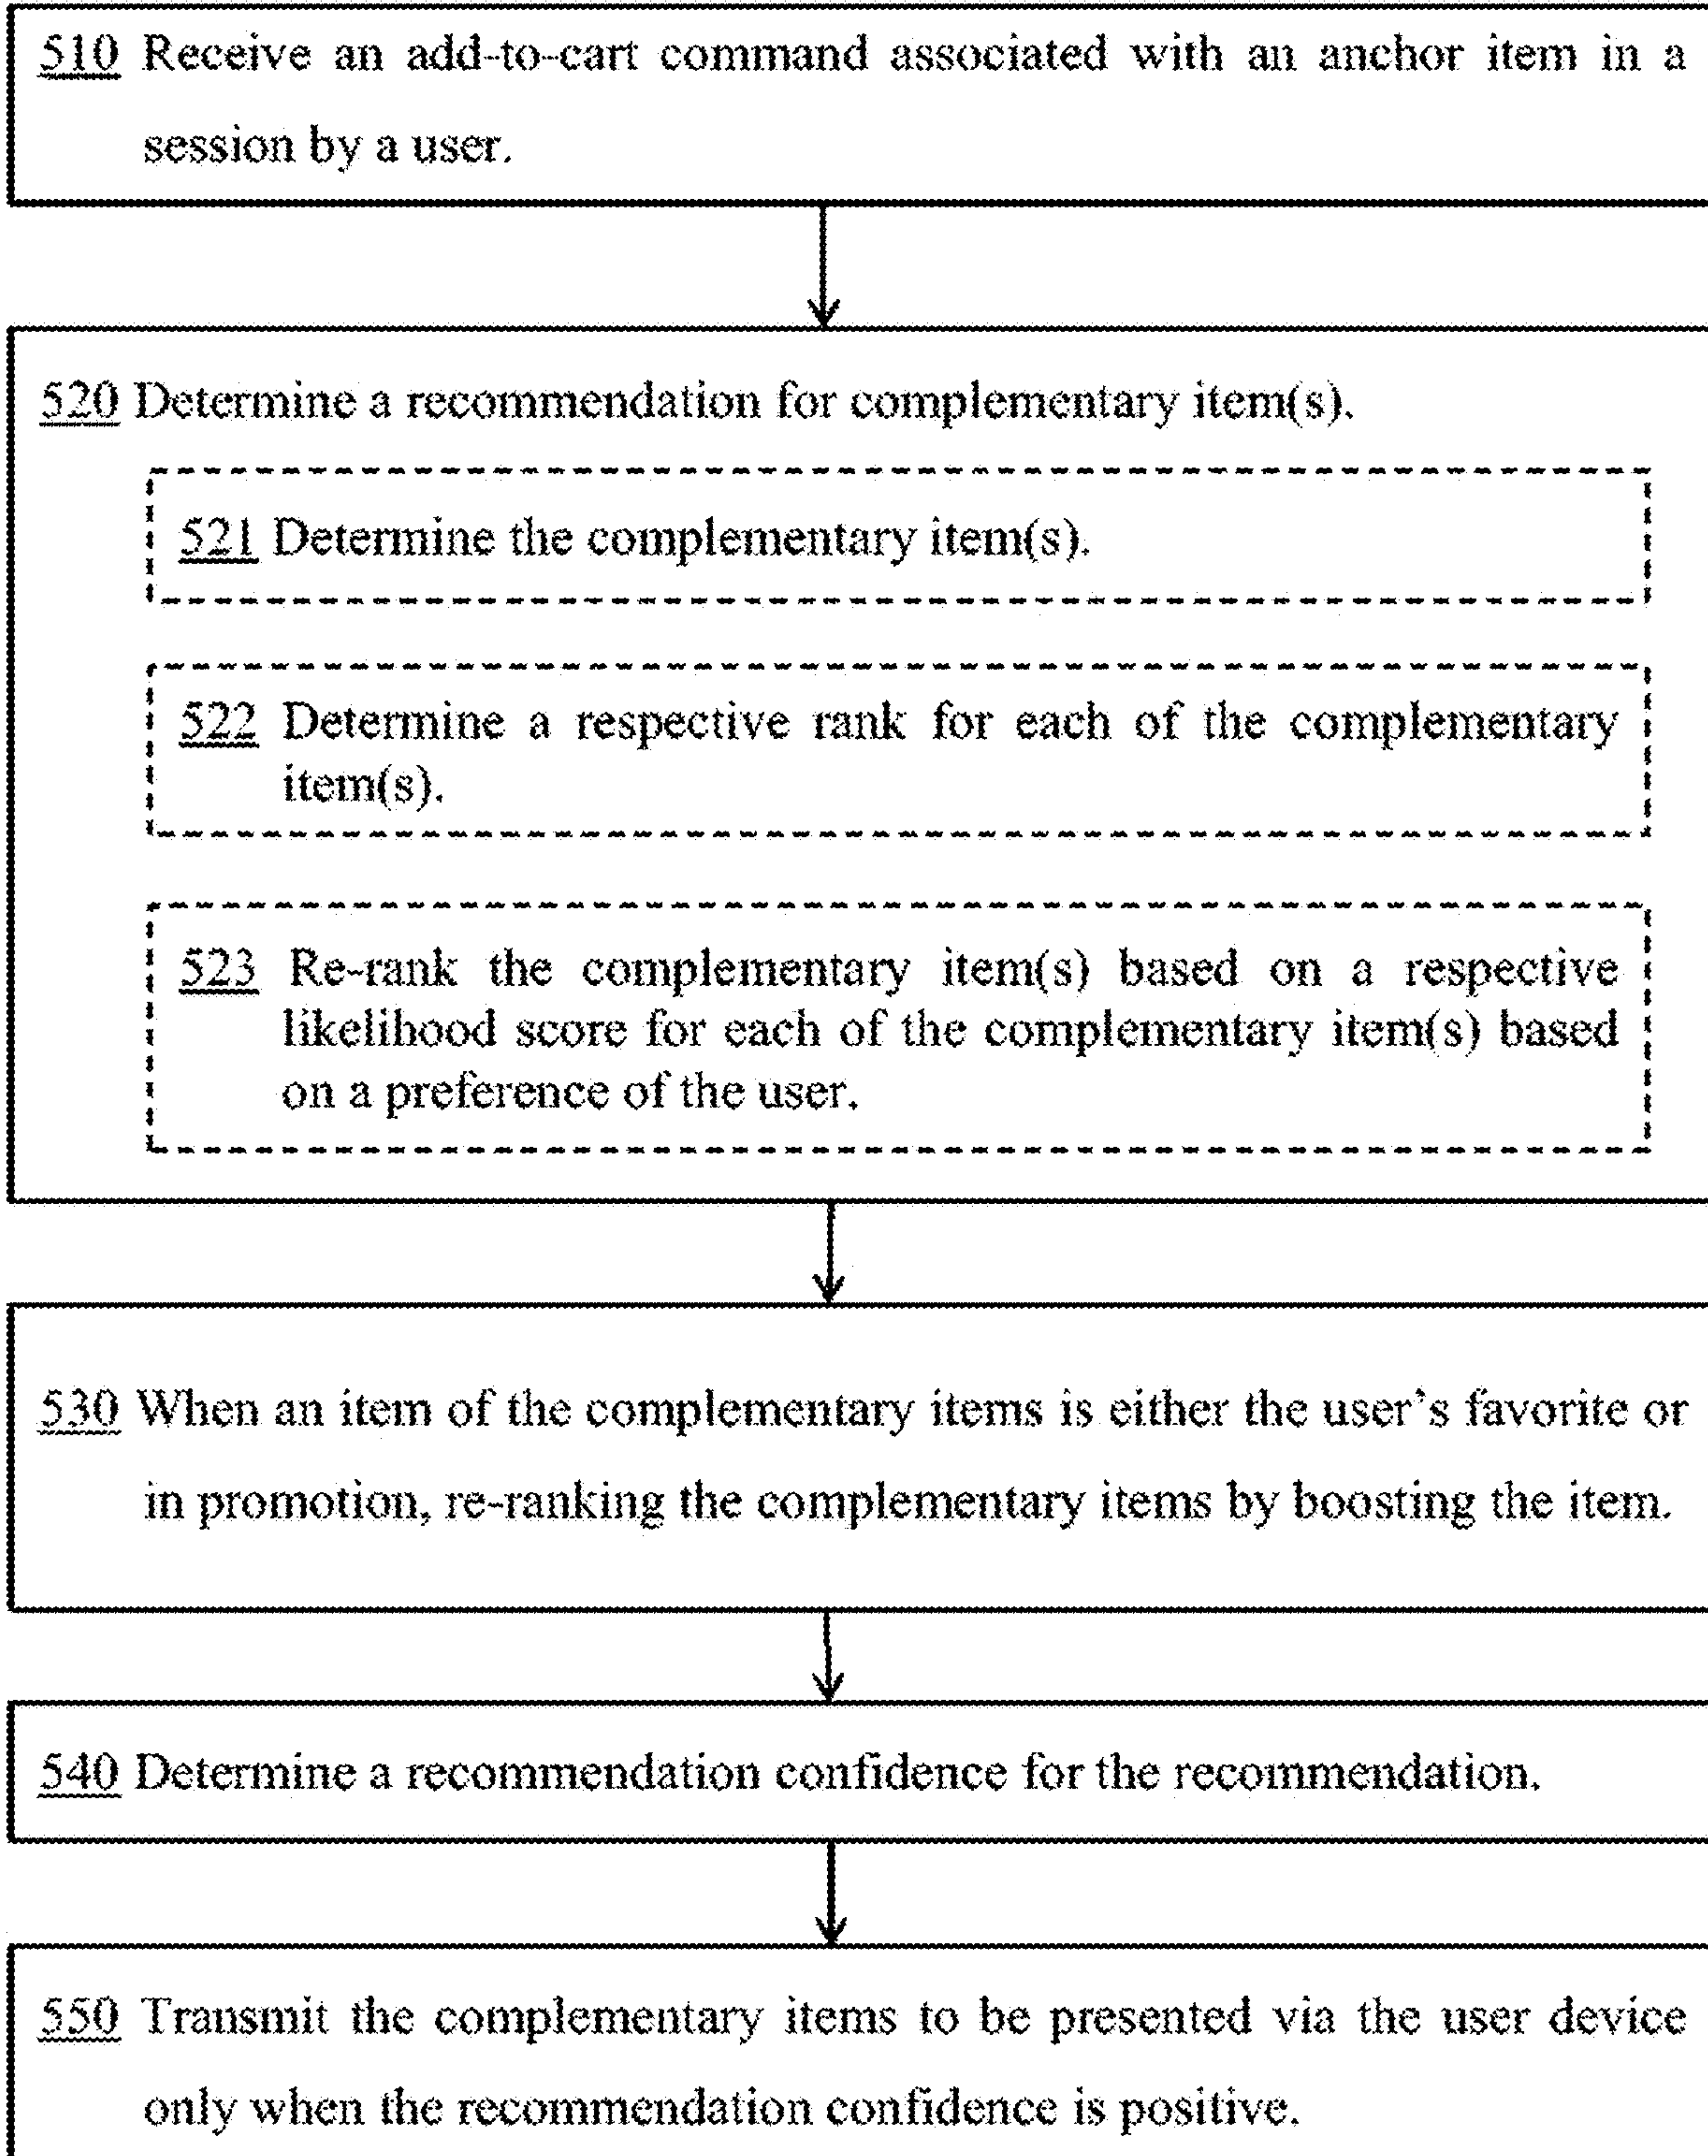 510 Receive an add-to-cart command associated with an anchor item in a
session by a user.
520 Determine a recommendation for complementary item(s).
521 Determine the complementary item(s).
522 Determine a respective rank for each of the complementary
item(s).
523 Re-rank the complementary item(s) based on a respective
likelihood score for each of the complementary item(s) based
on a preference of the user.
530 When an item of the complementary items is either the user's favorite or
in promotion, re-ranking the complementary items by boosting the item.
540 Determine a recommendation confidence for the recommendation.
550 Transmit the complementary items to be presented via the user device
only when the recommendation confidence is positive.